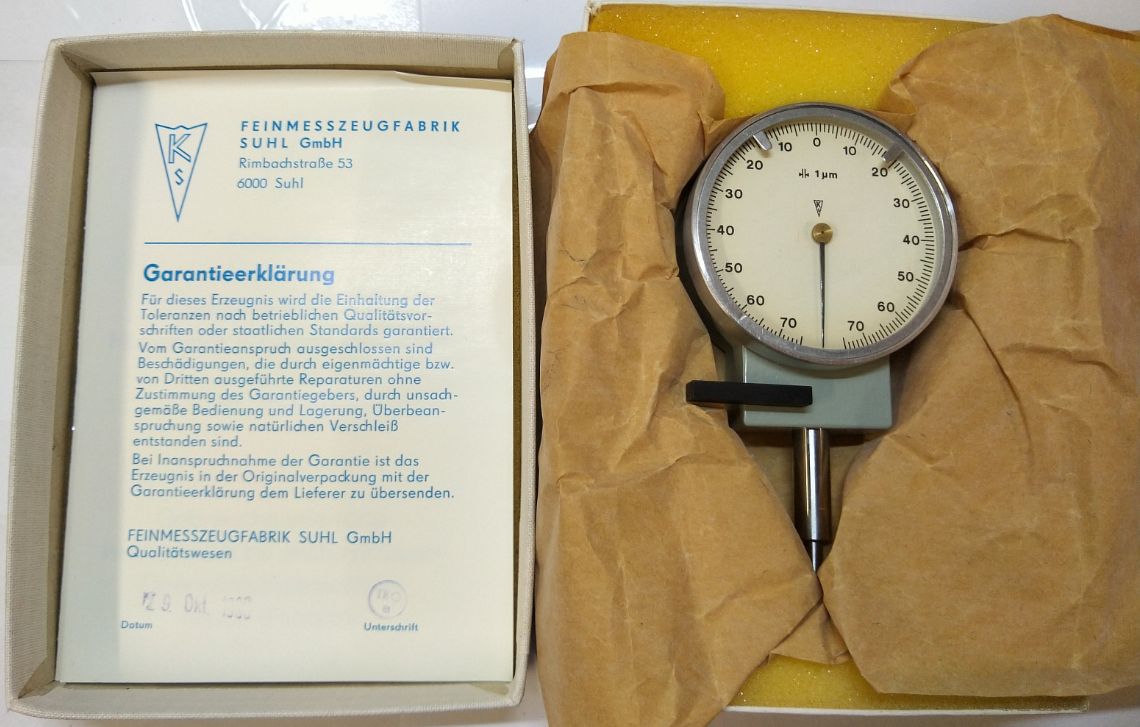 FEINMESSZEUGFABRIK
SUHL GmbH
Rimbachstraße 53
6000 Suhl
K
S
Garantieerklärung
Für dieses Erzeugnis wird die Einhaltung der
Toleranzen nach betrieblichen Qualitätsvor-
schriften oder staatlichen Standards garantiert.
Vom Garantieanspruch ausgeschlossen sind
Beschädigungen, die durch eigenmächtige bzw.
von Dritten ausgeführte Reparaturen ohne
Zustimmung des Garantiegebers, durch unsach-
gemäße Bedienung und Lagerung, Überbean-
spruchung sowie natürlichen Verschleiß
entstanden sind.
Bei Inanspruchnahme der Garantie ist das
Erzeugnis in der Originalverpackung mit der
Garantieerklärung dem Lieferer zu übersenden.
FEINMESSZEUGFABRIK SUHL GmbH
Qualitätswesen
9. Okt.
Datum
Unterschrift
10 0 10
20 20
1 µm
30 30
40 40
50 50
60 60
70 70